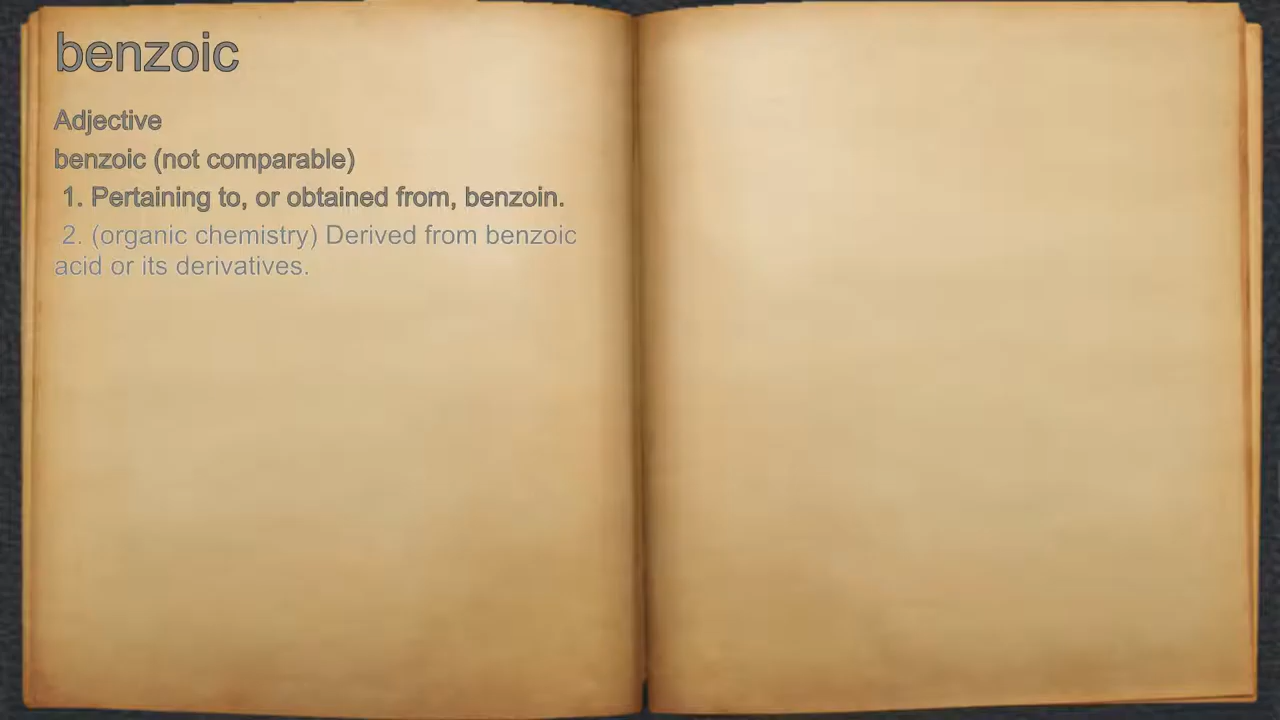 benzoic
Adjective
benzoic (not comparable)
1. Pertaining to, or obtained from, benzoin.
2. (organic chemistry) Derived from benzoic
acid or its derivatives.